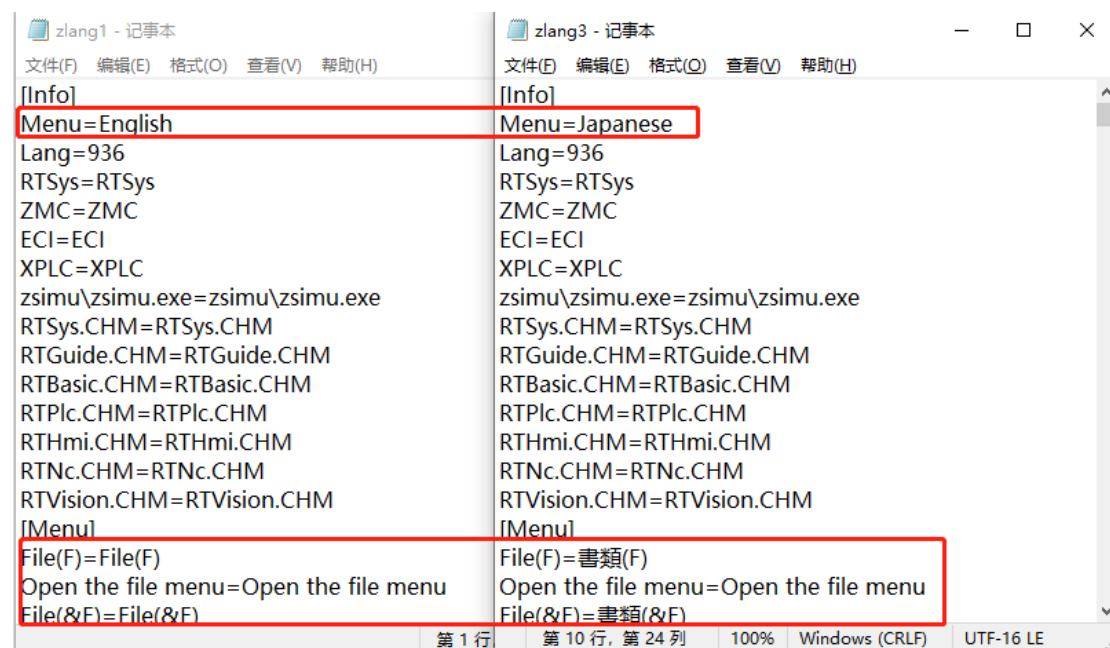 zlang1 - 记事本
文件(F) 编辑(E) 格式(O) 查看(V) 帮助(H)
[Info]
Menu=English
Lang=936
RTSys=RTSys
ZMC=ZMC
ECI=ECI
XPLC=XPLC
zsimu\zsimu.exe=zsimu\zsimu.exe
RTSys.CHM=RTSys.CHM
RTGuide.CHM=RTGuide.CHM
RTBasic.CHM=RTBasic.CHM
RTPlc.CHM=RTPlc.CHM
RTHmi.CHM=RTHmi.CHM
RTNc.CHM=RTNc.CHM
RTVision.CHM=RTVision.CHM
[Menu]
File(F)=File(F)
Open the file menu=Open the file menu
File(&F)=File(&F)
第 1 行
zlang3 - 记事本
文件(F) 编辑(E) 格式(O) 查看(V) 帮助(H)
[Info]
Menu=Japanese
Lang=936
RTSys=RTSys
ZMC=ZMC
ECI=ECI
XPLC=XPLC
zsimu\zsimu.exe=zsimu\zsimu.exe
RTSys.CHM=RTSys.CHM
RTGuide.CHM=RTGuide.CHM
RTBasic.CHM=RTBasic.CHM
RTPlc.CHM=RTPlc.CHM
RTHmi.CHM=RTHmi.CHM
RTNc.CHM=RTNc.CHM
RTVision.CHM=RTVision.CHM
[Menu]
File(F)=書類(F)
Open the file menu=Open the file menu
File(&F)=書類(&F)
第 10 行，第 24 列 100% Windows (CRLF) UTF-16 LE